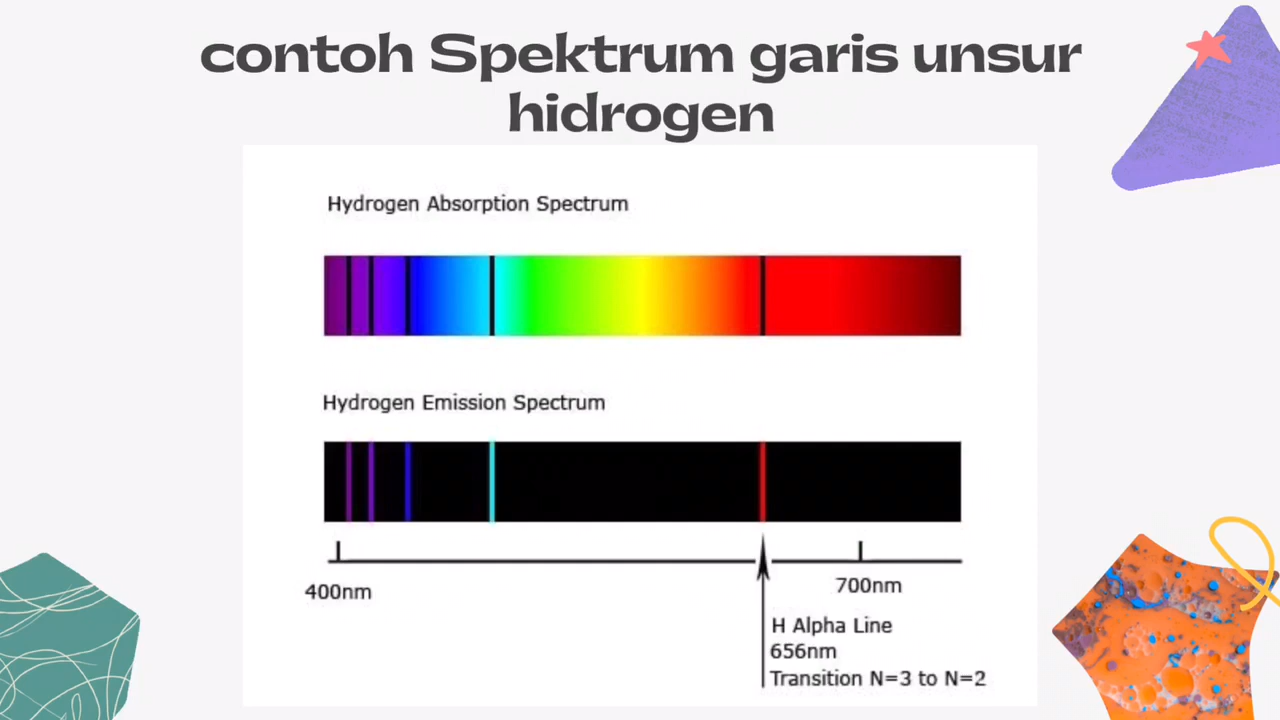 contoh Spektrum garis unsur
hidrogen
Hydrogen Absorption Spectrum
Hydrogen Emission Spectrum
400nm
700nm
H Alpha Line
656nm
Transition N=3 to N=2